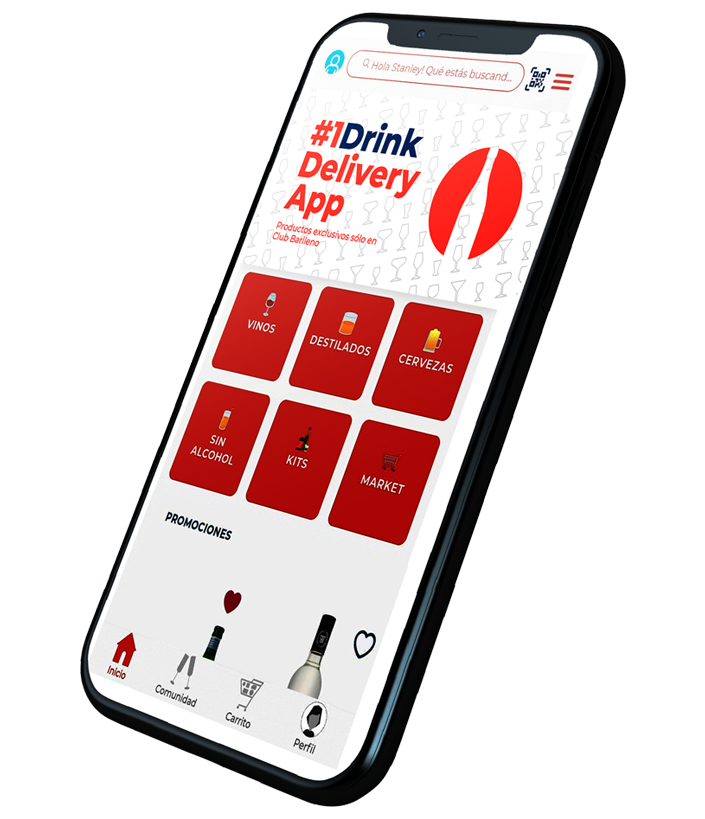 Hola Stanley! Qué estás buscand...
#1Drink
Delivery
App
Productos exclusivos sólo en
Club Barileno
VINOS
DESTILADOS
CERVEZAS
SIN
ALCOHOL
KITS
MARKET
PROMOCIONES
Inicio
Comunidad
Carrito
Perfil